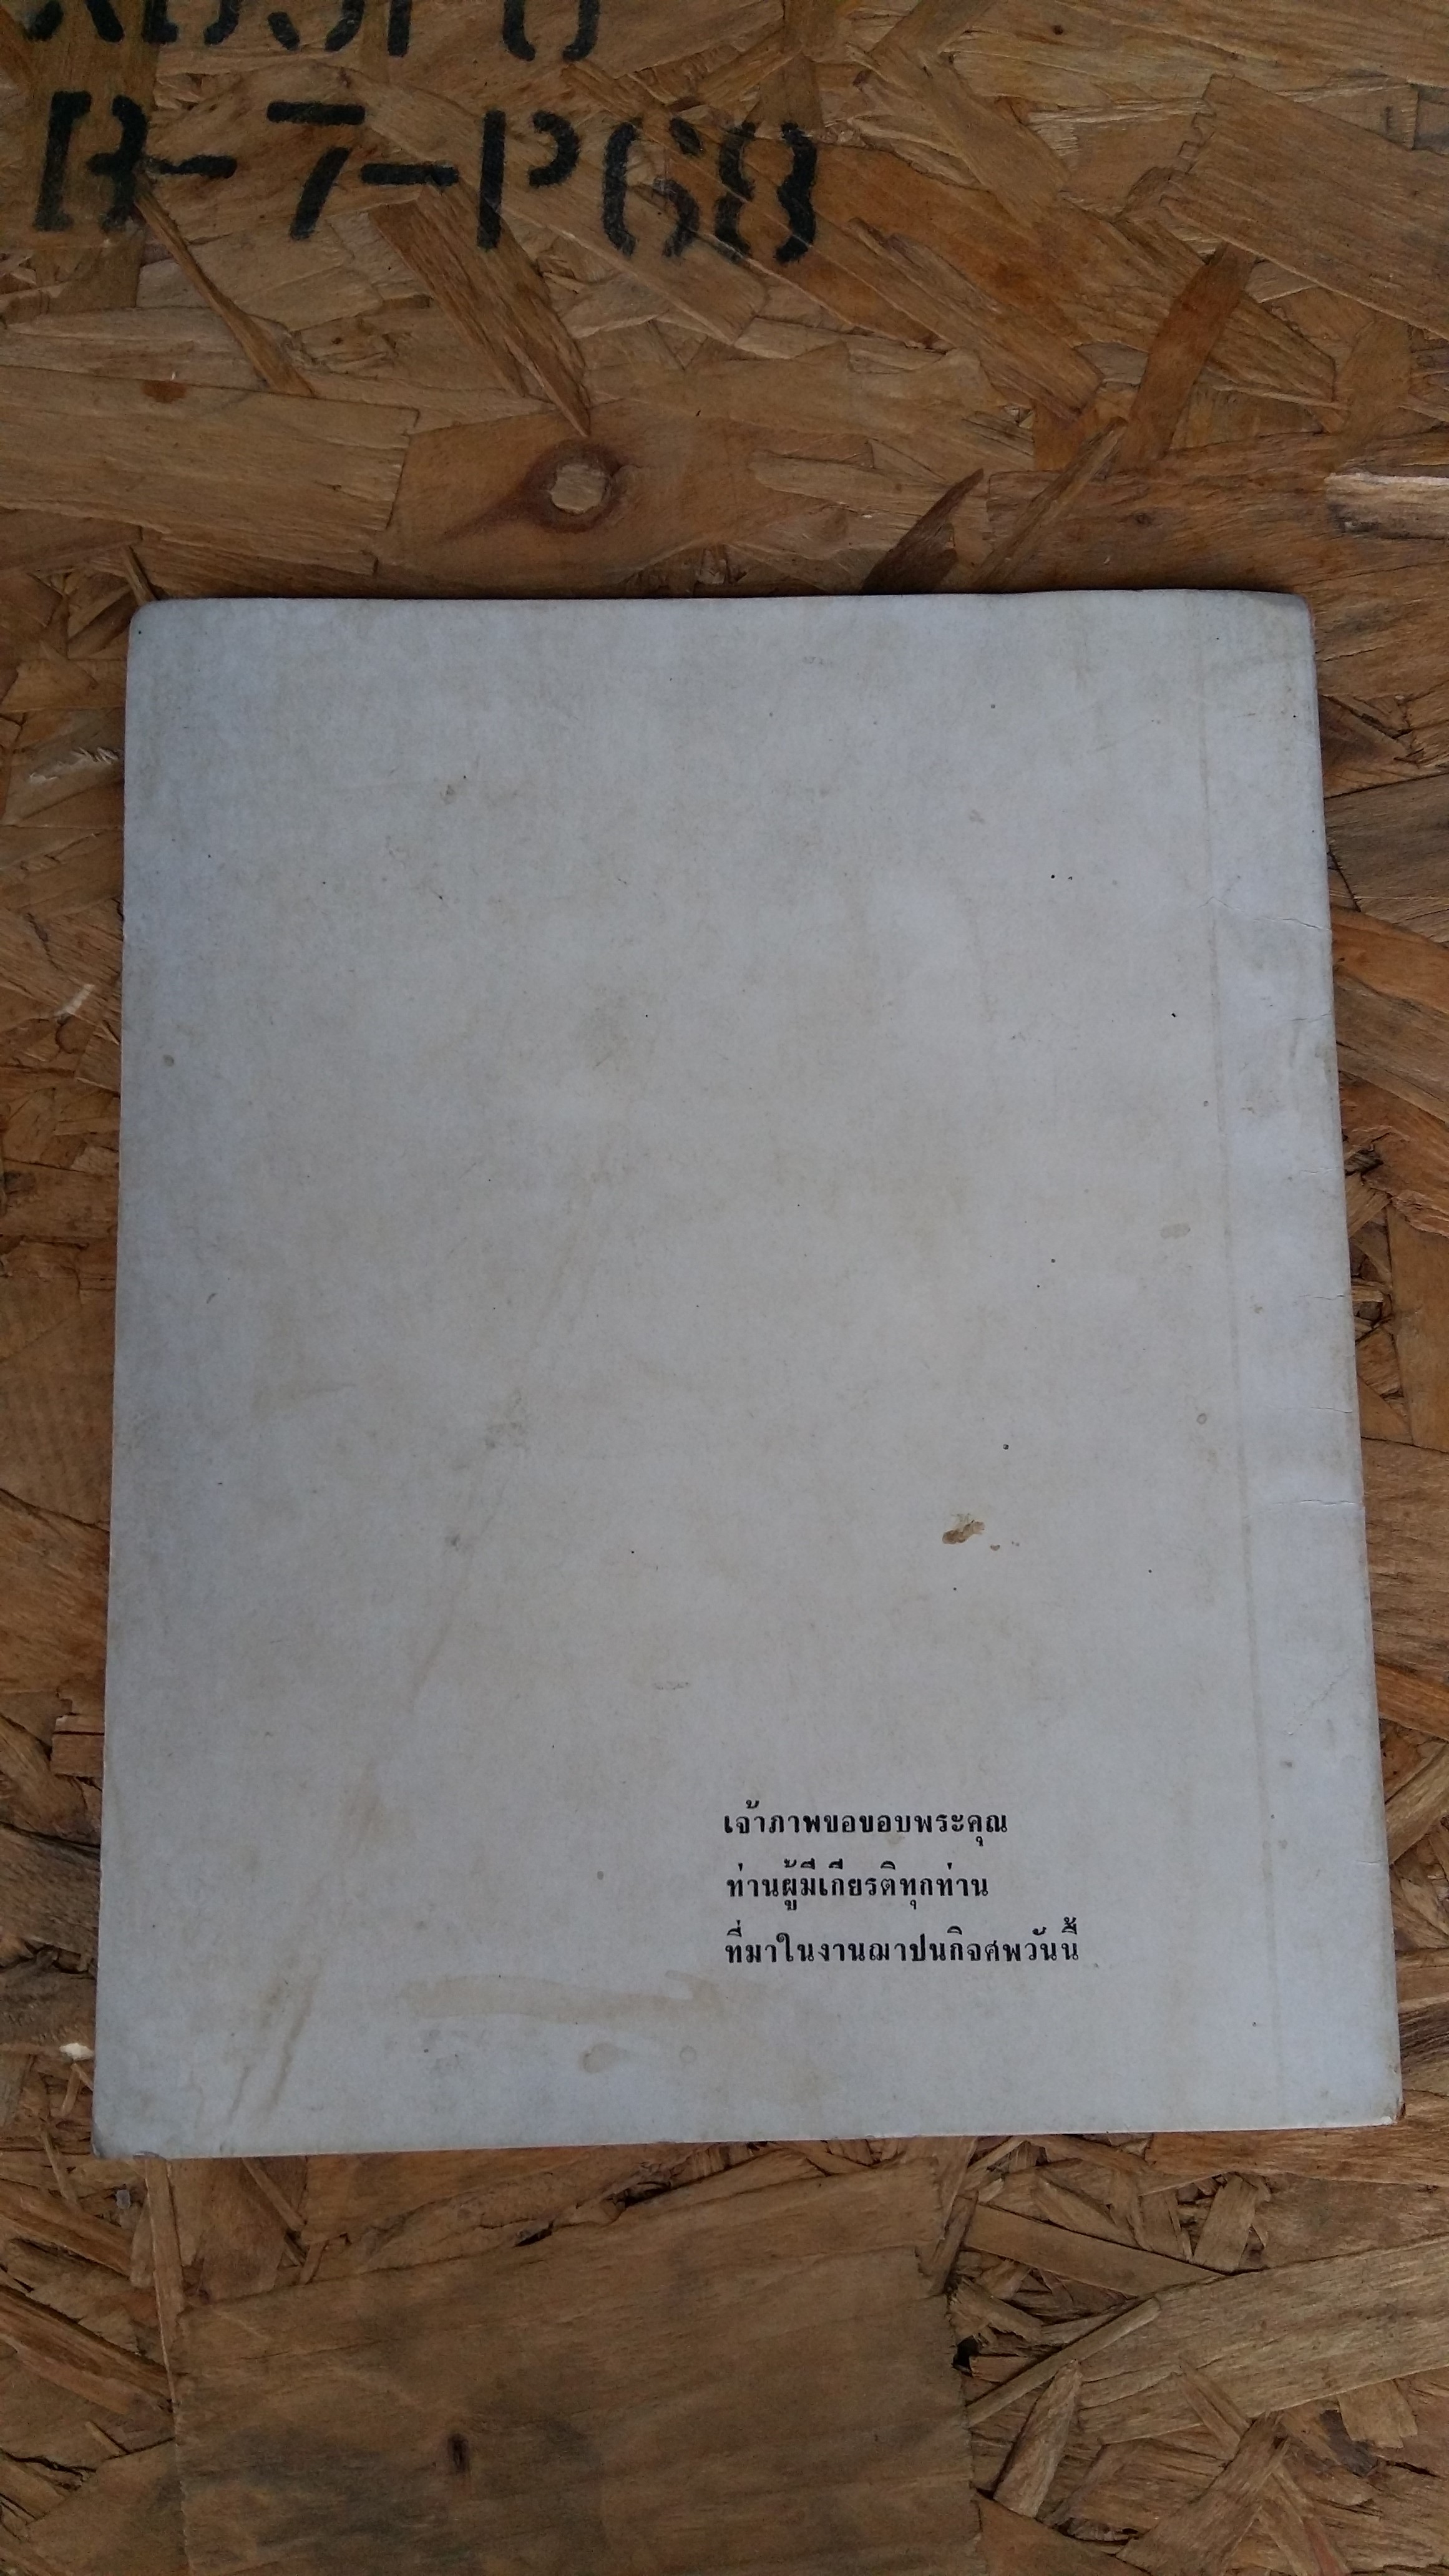 B-7-P68
เจ้าภาพขอขอบพระคุณ
ท่านผู้มีเกียรติทุกท่าน
ที่มาในงานฌาปนกิจศพวันนี้